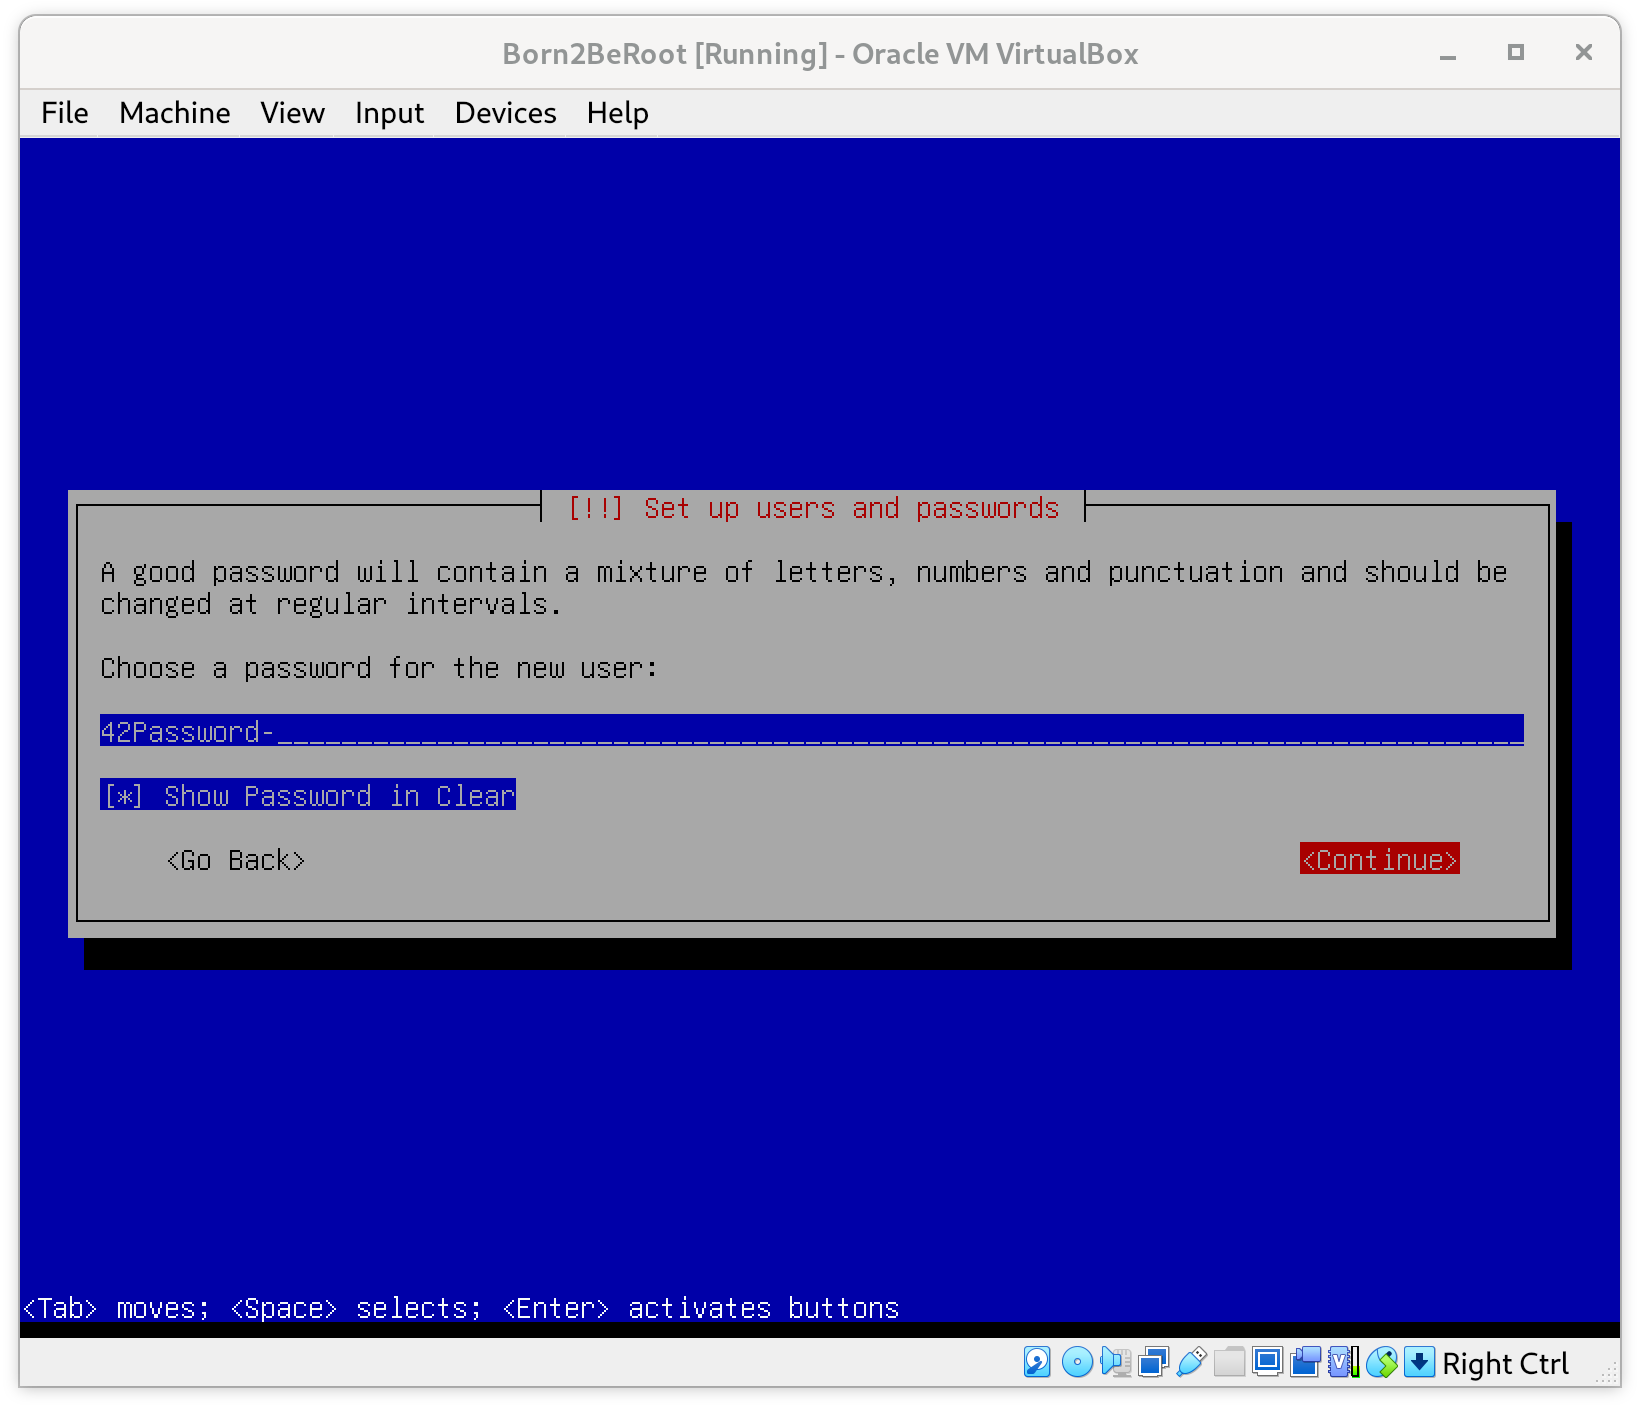 Born2BeRoot [Running] - Oracle VM VirtualBox
File Machine View Input Devices Help
[!!] Set up users and passwords
A good password will contain a mixture of letters, numbers and punctuation and should be
changed at regular intervals.
Choose a password for the new user:
42Password-______________________________________________________________________________
[*] Show Password in Clear
<Go Back> <Continue>
<Tab> moves; <Space> selects; <Enter> activates buttons
Right Ctrl